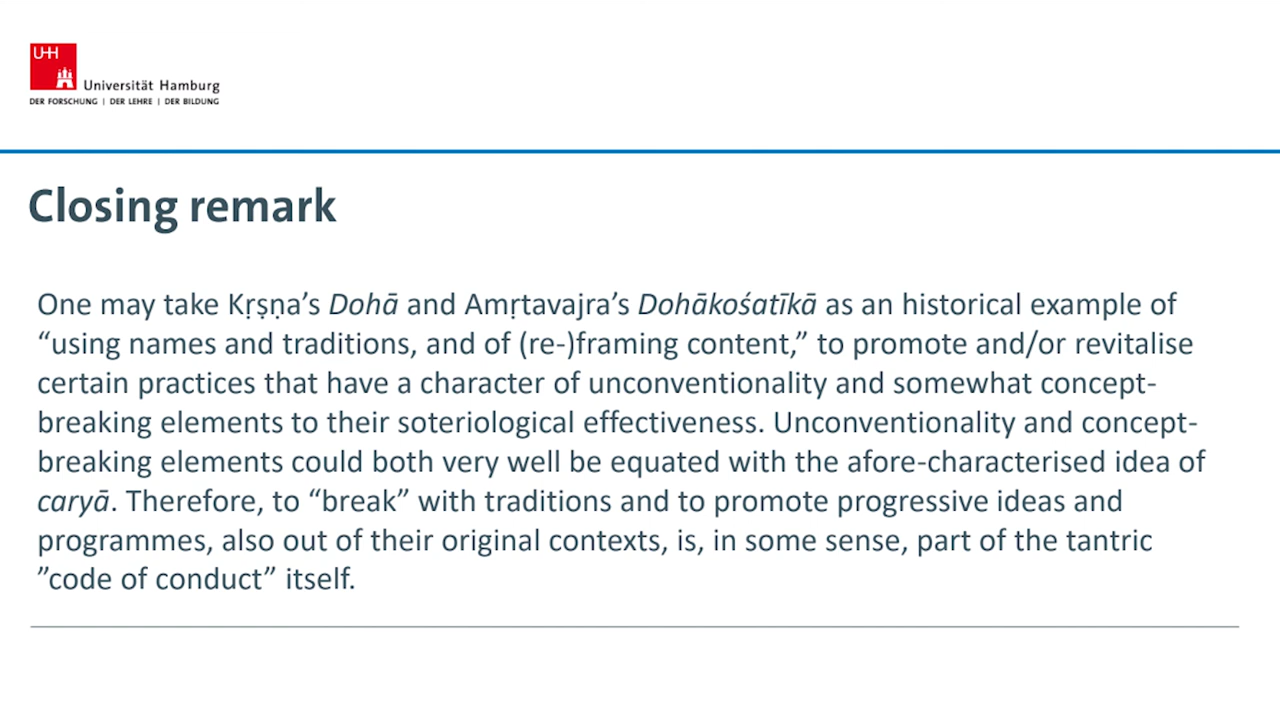 UHH
Universität Hamburg
DER FORSCHUNG | DER LEHRE | DER BILDUNG
Closing remark
One may take Kṛṣṇa’s Dohā and Amṛtavajra’s Dohākośatīkā as an historical example of
“using names and traditions, and of (re-)framing content,” to promote and/or revitalise
certain practices that have a character of unconventionality and somewhat concept-
breaking elements to their soteriological effectiveness. Unconventionality and concept-
breaking elements could both very well be equated with the afore-characterised idea of
caryā. Therefore, to “break” with traditions and to promote progressive ideas and
programmes, also out of their original contexts, is, in some sense, part of the tantric
”code of conduct” itself.